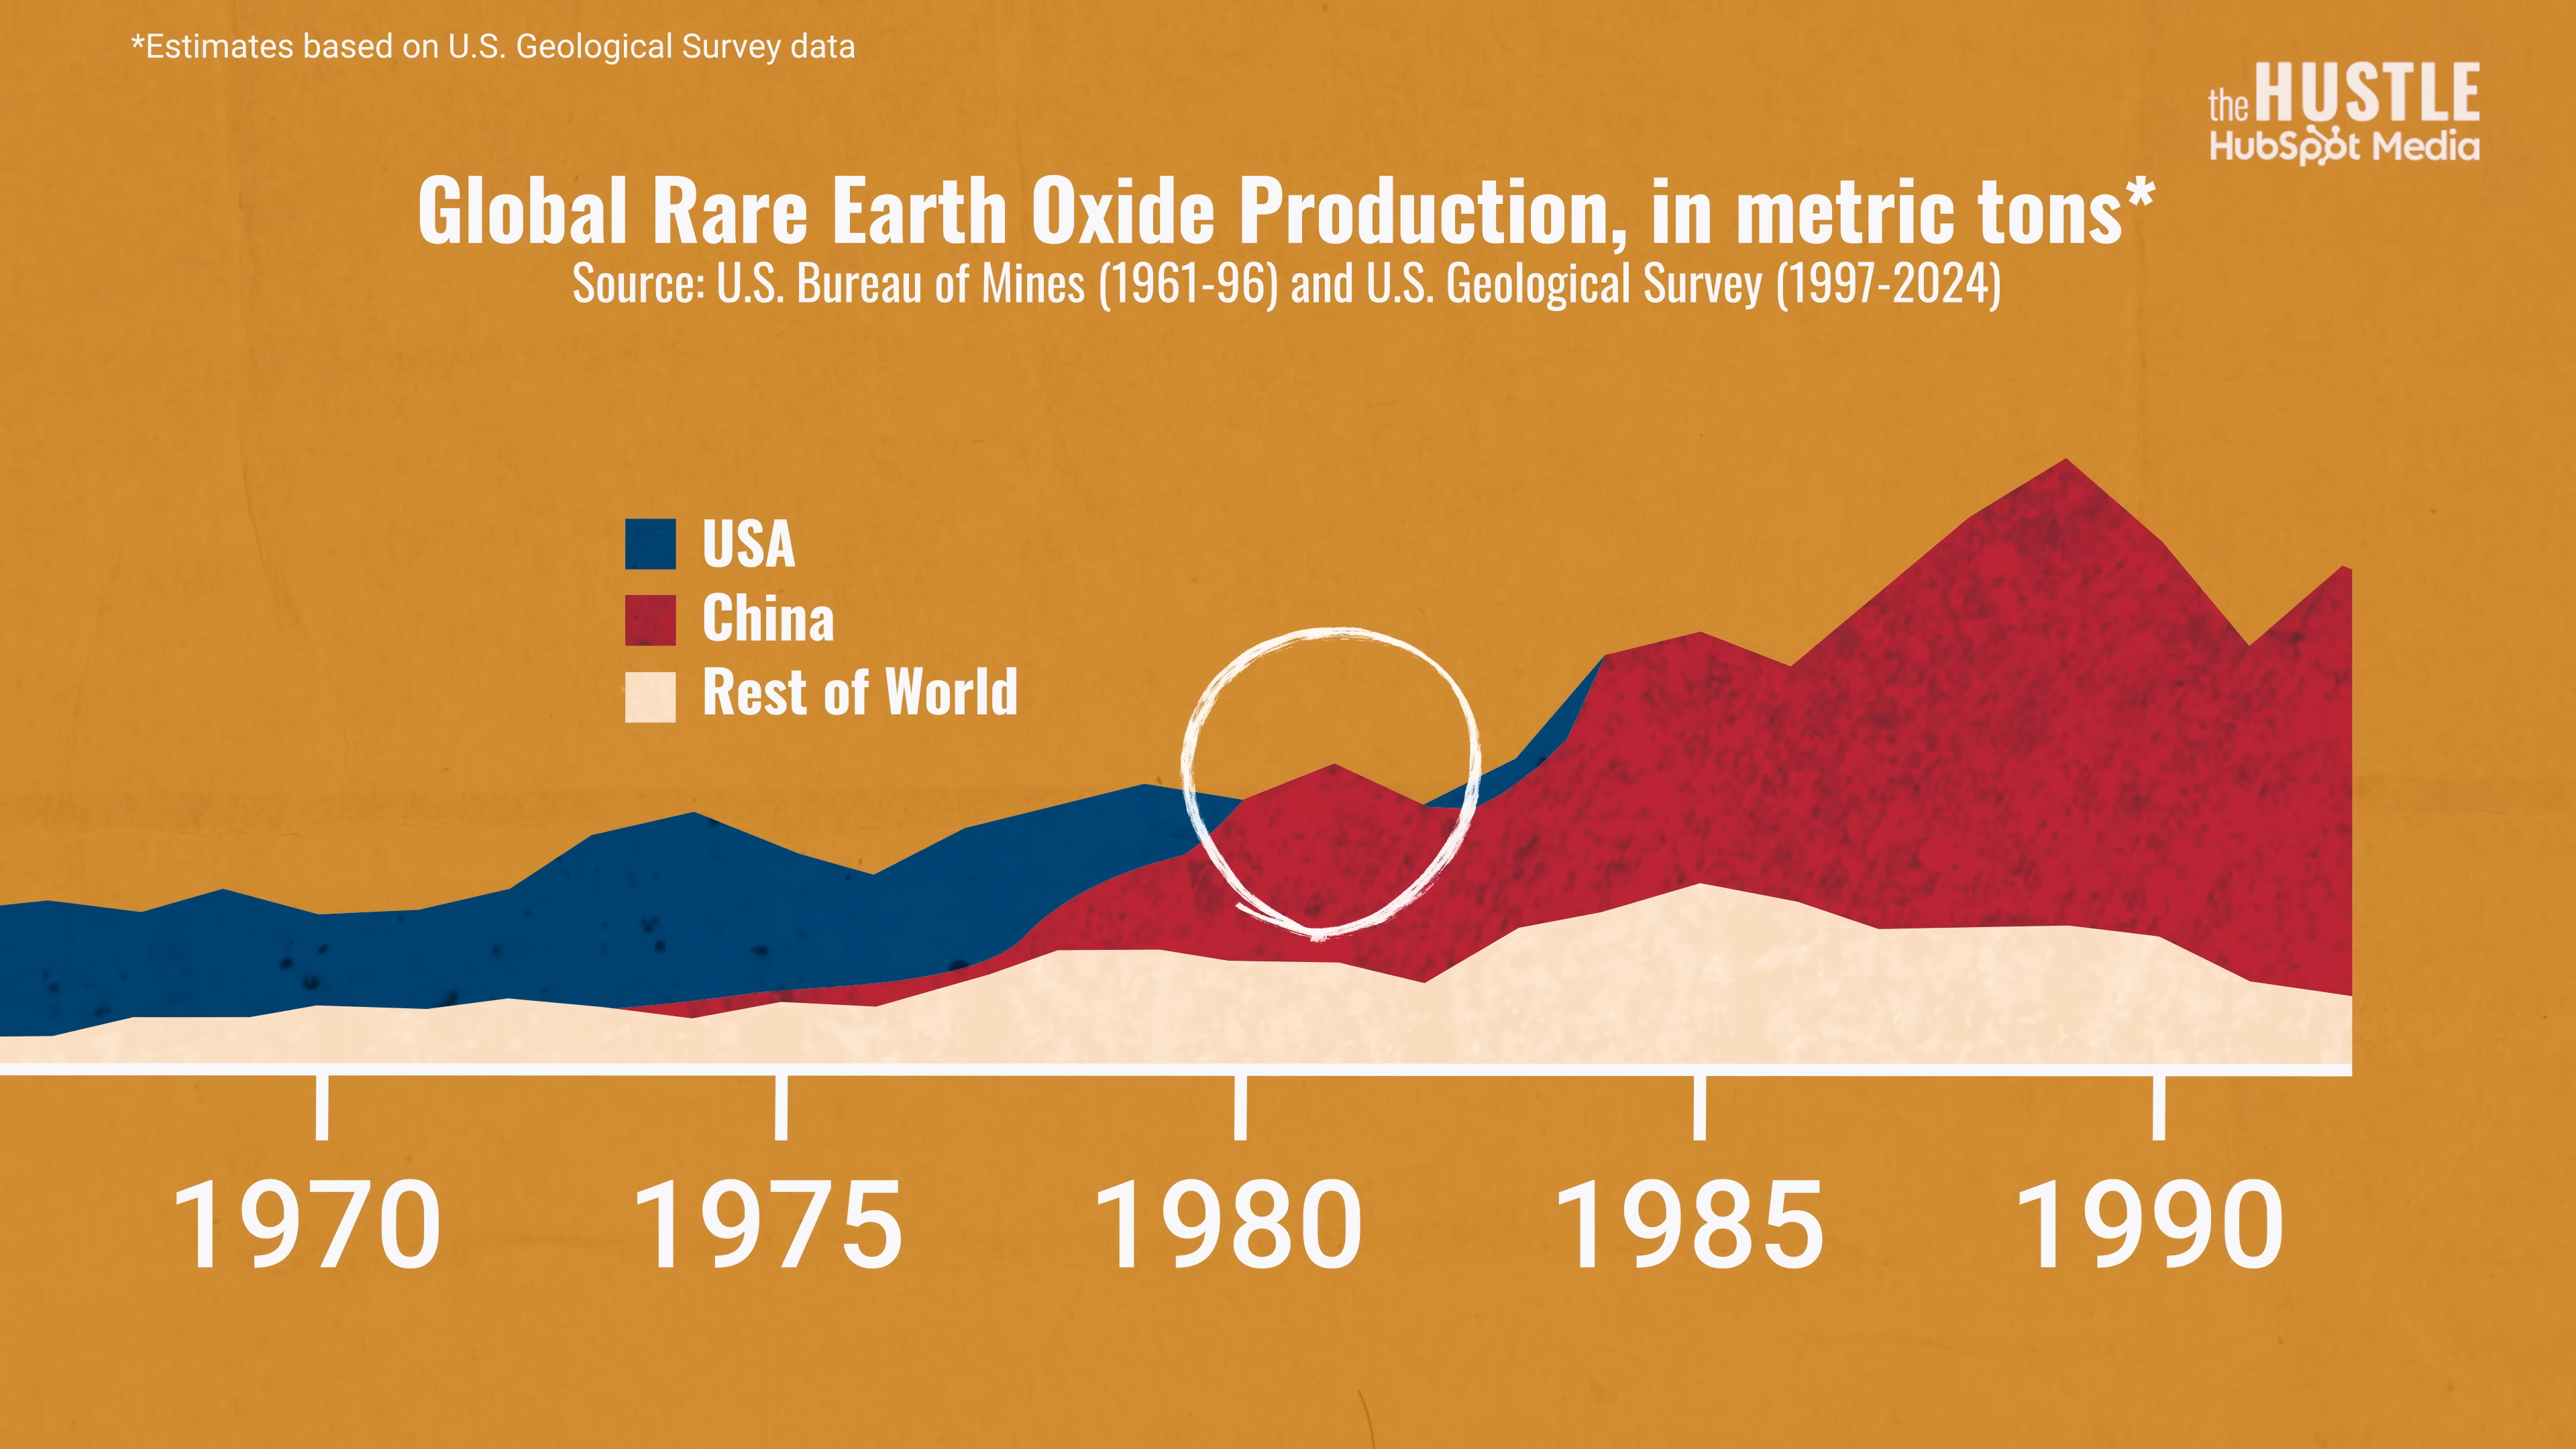 *Estimates based on U.S. Geological Survey data
the HUSTLE
HubSpot Media
Global Rare Earth Oxide Production, in metric tons*
Source: U.S. Bureau of Mines (1961-96) and U.S. Geological Survey (1997-2024)
USA
China
Rest of World
1970 1975 1980 1985 1990